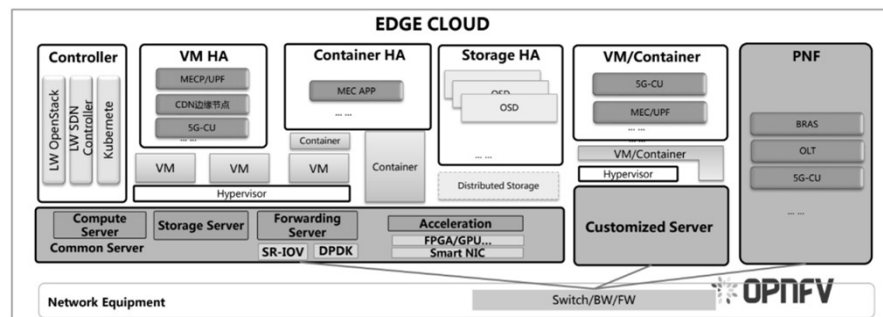 EDGE CLOUD
Controller
LW OpenStack
LW SDN
Controller
Kubernete
VM HA
MECP/UPF
CDN边缘节点
5G-CU
... ...
VM
VM
VM
Container
Hypervisor
Container HA
MEC APP
... ...
Container
Storage HA
OSD
OSD
... ...
Distributed Storage
VM/Container
5G-CU
MEC/UPF
... ...
VM/Container
Hypervisor
PNF
BRAS
OLT
5G-CU
... ...
Compute
Server
Storage Server
Forwarding
Server
Acceleration
Common Server
SR-IOV
DPDK
FPGA/GPU...
Smart NIC
Customized Server
Network Equipment
Switch/BW/FW
OPNFV